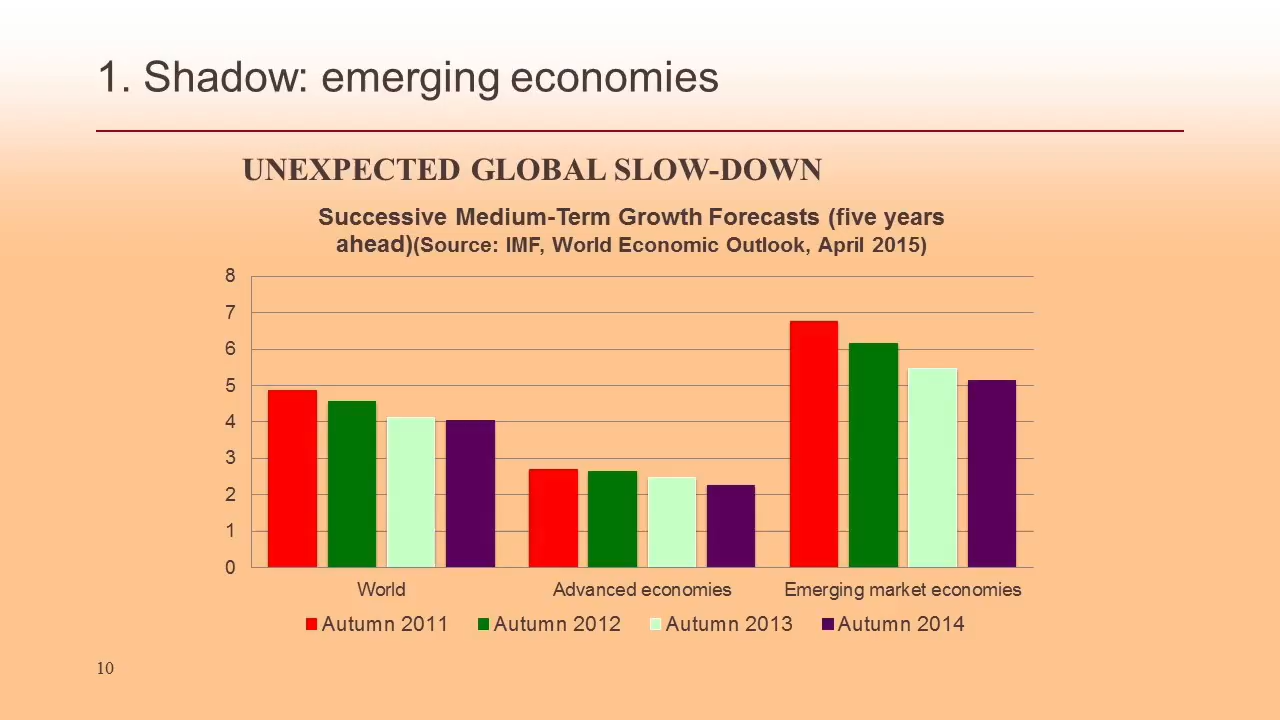 1. Shadow: emerging economies
UNEXPECTED GLOBAL SLOW-DOWN
Successive Medium-Term Growth Forecasts (five years
ahead)(Source: IMF, World Economic Outlook, April 2015)
8
7
6
5
4
3
2
1
0
World Advanced economies Emerging market economies
Autumn 2011 Autumn 2012 Autumn 2013 Autumn 2014
10